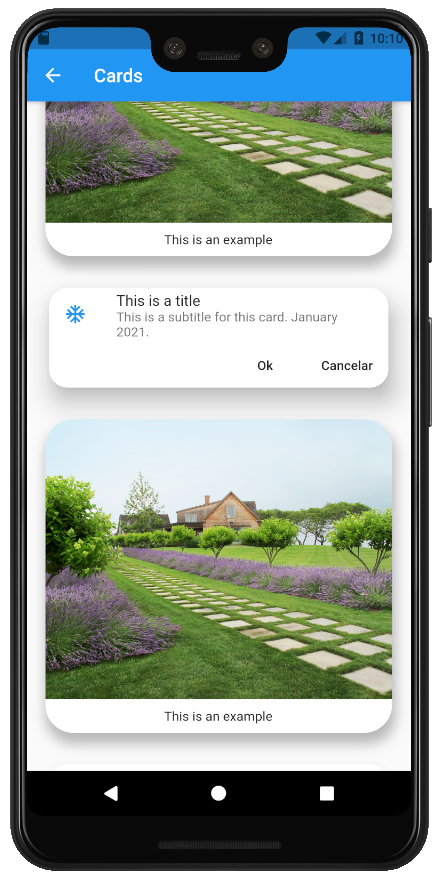 10:10
Cards
This is an example
This is a title
This is a subtitle for this card. January
2021.
Ok Cancelar
This is an example